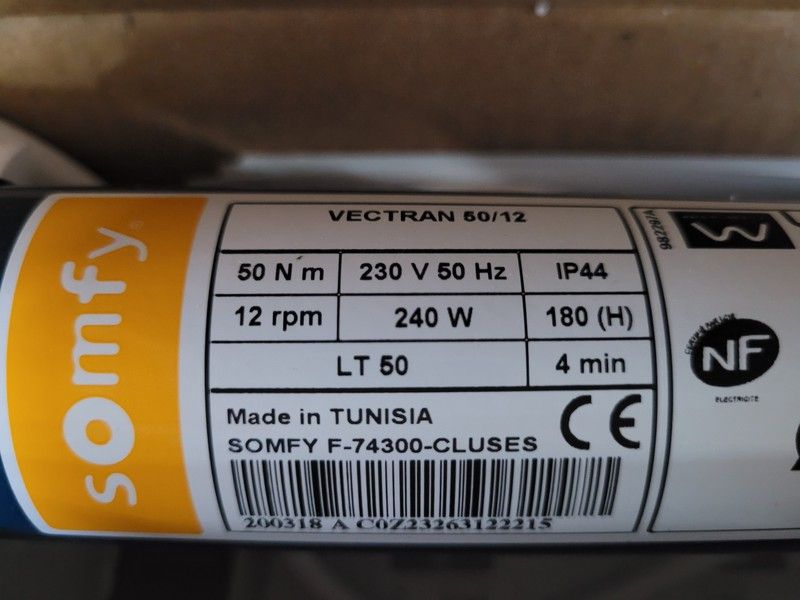 somfy®
VECTRAN 50/12
50 N m 230 V 50 Hz IP44
12 rpm 240 W 180 (H)
LT 50 4 min
Made in TUNISIA
SOMFY F-74300-CLUSES
CE
200318 A C0Z23263122215
NF
ELECTRICITE